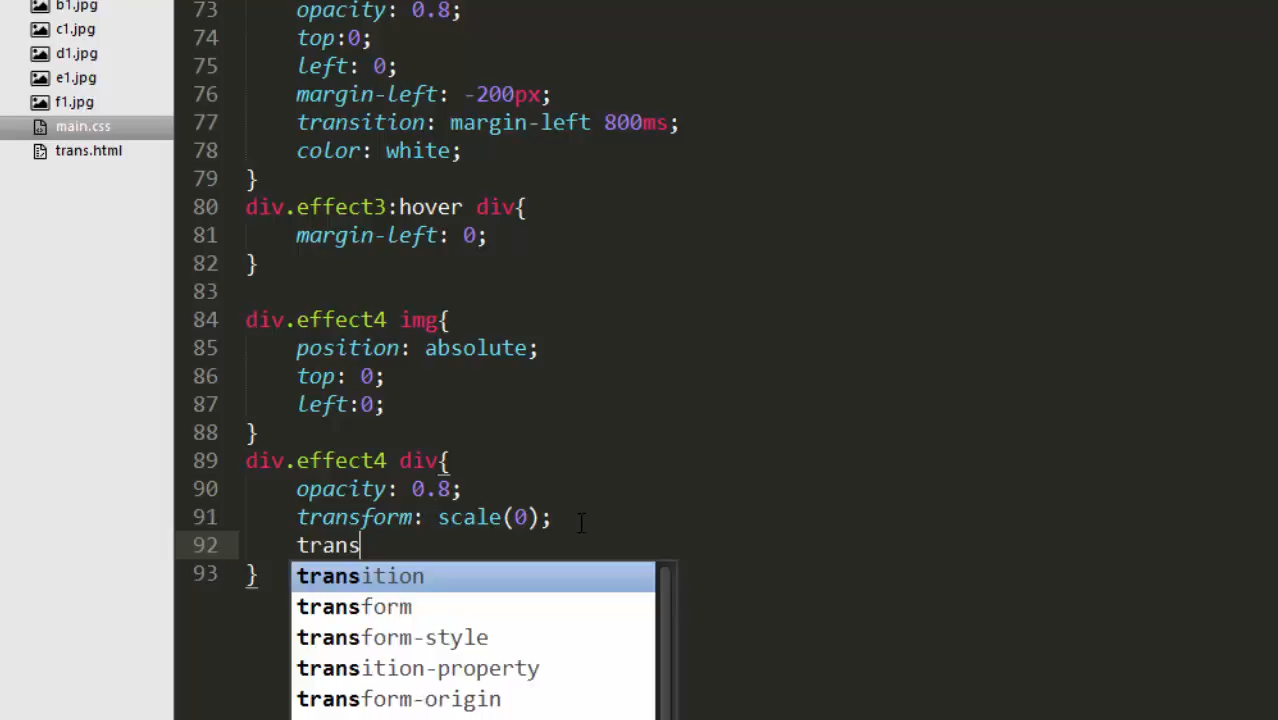 b1.jpg
c1.jpg
d1.jpg
e1.jpg
f1.jpg
main.css
trans.html
73 opacity: 0.8;
74 top:0;
75 left: 0;
76 margin-left: -200px;
77 transition: margin-left 800ms;
78 color: white;
79 }
80 div.effect3:hover div{
81 margin-left: 0;
82 }
83
84 div.effect4 img{
85 position: absolute;
86 top: 0;
87 left:0;
88 }
89 div.effect4 div{
90 opacity: 0.8;
91 transform: scale(0);
92 trans
93 }
transition
transform
transform-style
transition-property
transform-origin